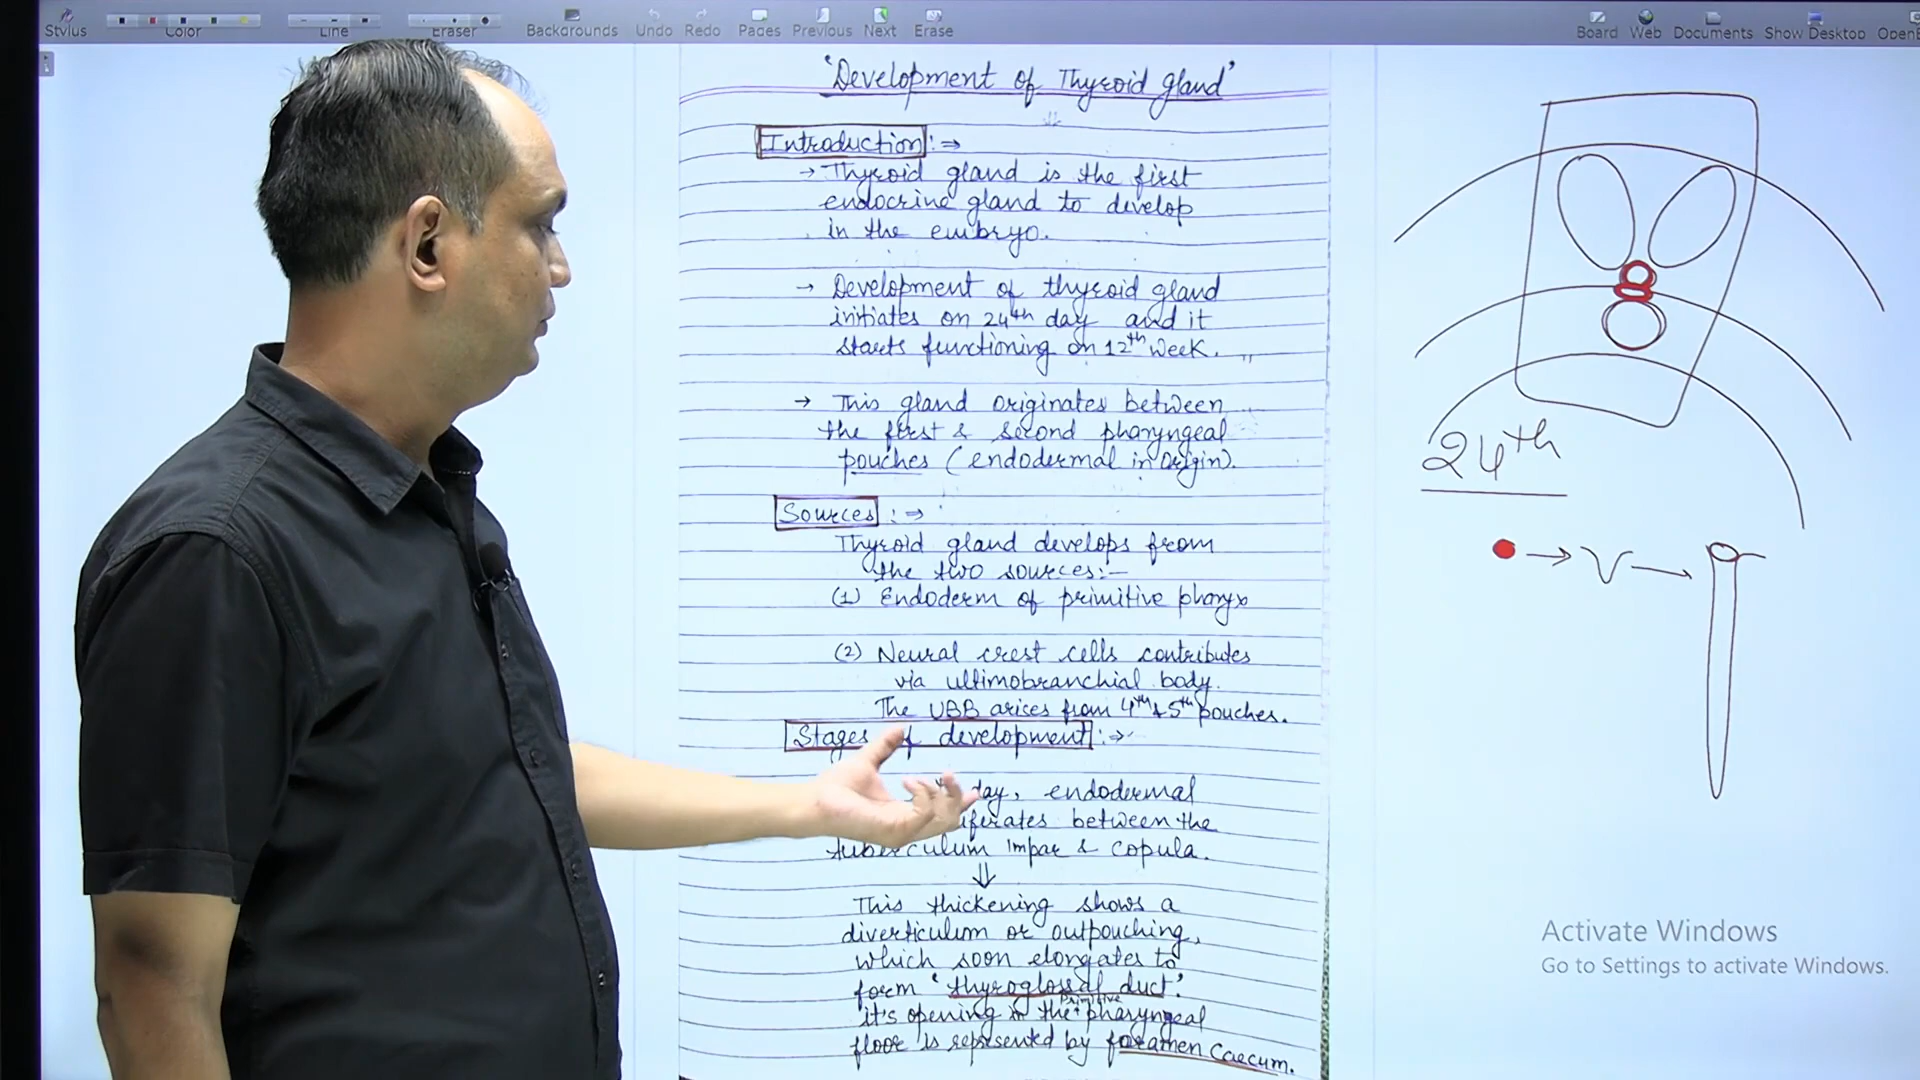 Stylus Color Line Eraser Backgrounds Undo Redo Pages Previous Next Erase Board Web Documents Show Desktop
'Development of Thyroid gland'
Introduction :⇒
→ Thyroid gland is the first
endocrine gland to develop
in the embryo.
→ Development of thyroid gland
initiates on 24th day and it
starts functioning on 12th week.
→ This gland originates between
the first & second pharyngeal
pouches (endodermal in origin).
Sources :⇒
Thyroid gland develops from
the two sources:-
(1) Endoderm of primitive pharyx
(2) Neural crest cells contributes
via ultimobranchial body.
The UBB arises from 4th & 5th pouches.
Stages of development :⇒
day, endodermal
between the
tuberculum impar & copula.
⇓
This thickening shows a
diverticulum or outpouching,
which soon elongates to
form 'thyroglossal duct'.
it's opening in the primitive pharyngeal
floor is represented by foramen caecum.
24th
Activate Windows
Go to Settings to activate Windows.